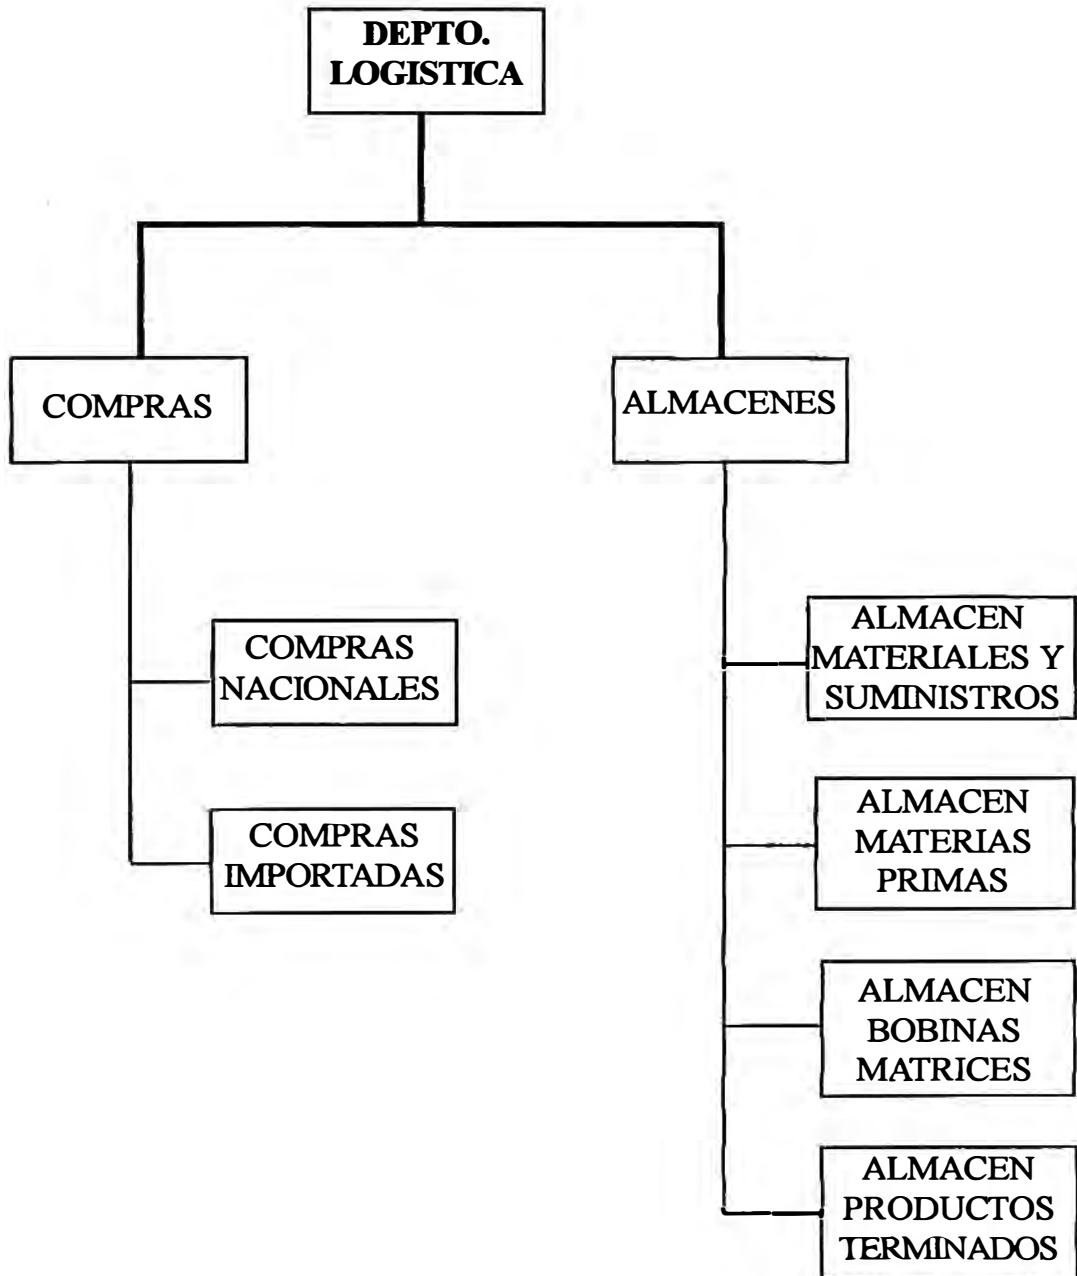 DEPTO.
LOGISTICA
COMPRAS
ALMACENES
COMPRAS
NACIONALES
COMPRAS
IMPORTADAS
ALMACEN
MATERIALES Y
SUMINISTROS
ALMACEN
MATERIAS
PRIMAS
ALMACEN
BOBINAS
MATRICES
ALMACEN
PRODUCTOS
TERMINADOS